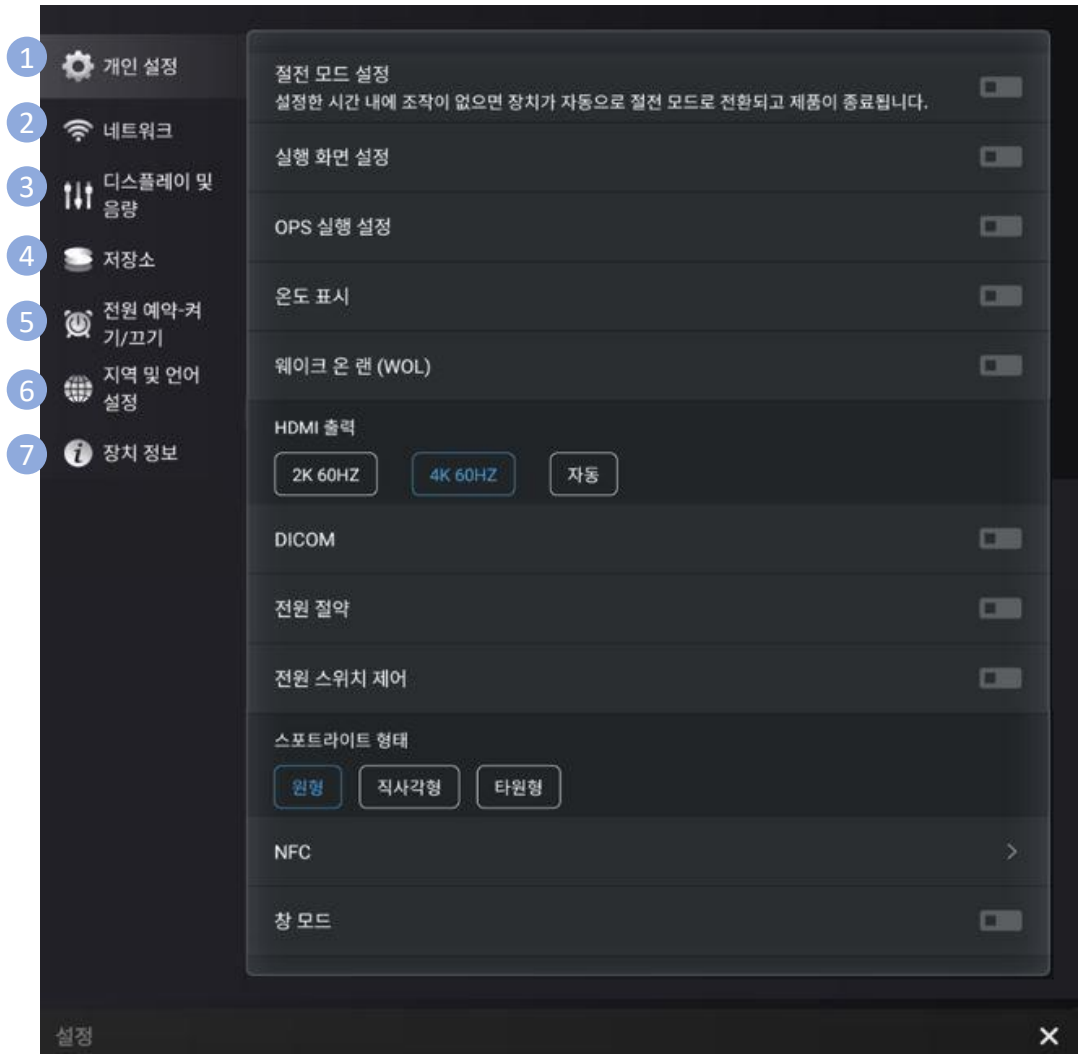 1 개인 설정
2 네트워크
3 디스플레이 및
음량
4 저장소
5 전원 예약-켜
기/끄기
6 지역 및 언어
설정
7 장치 정보
절전 모드 설정
설정한 시간 내에 조작이 없으면 장치가 자동으로 절전 모드로 전환되고 제품이 종료됩니다.
실행 화면 설정
OPS 실행 설정
온도 표시
웨이크 온 랜 (WOL)
HDMI 출력
2K 60HZ 4K 60HZ 자동
DICOM
전원 절약
전원 스위치 제어
스포트라이트 형태
원형 직사각형 타원형
NFC
창 모드
설정